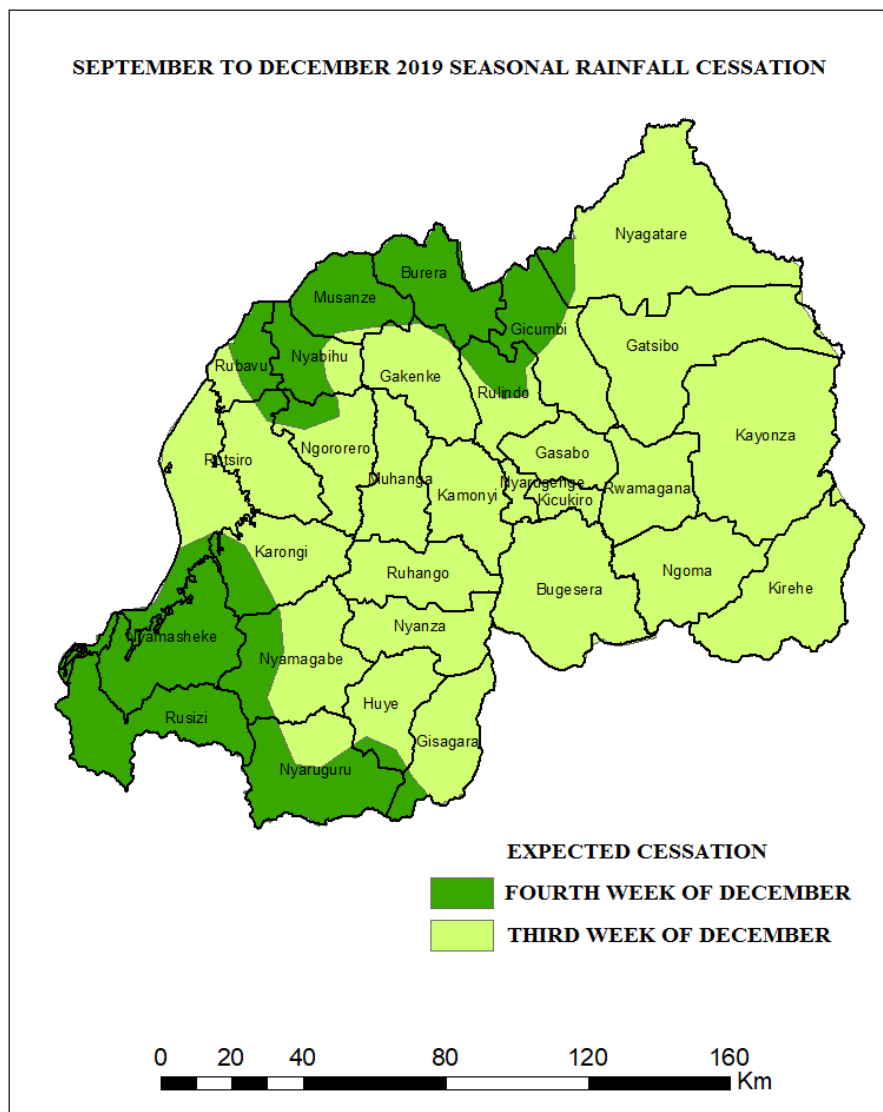 SEPTEMBER TO DECEMBER 2019 SEASONAL RAINFALL CESSATION
Nyagatare
Burera
Musanze
Gicumbi
Gatsibo
Nyabihu
Rubavu
Gakenke
Rulindo
Kayonza
Ngororero
Gasabo
Rutsiro
Muhanga
Nyarugenge
Rwamagana
Kamonyi
Kicukiro
Karongi
Ruhango
Ngoma
Bugesera
Kirehe
Nyanza
Nyamasheke
Nyamagabe
Huye
Rusizi
Gisagara
Nyaruguru
EXPECTED CESSATION
FOURTH WEEK OF DECEMBER
THIRD WEEK OF DECEMBER
0 20 40 80 120 160
Km